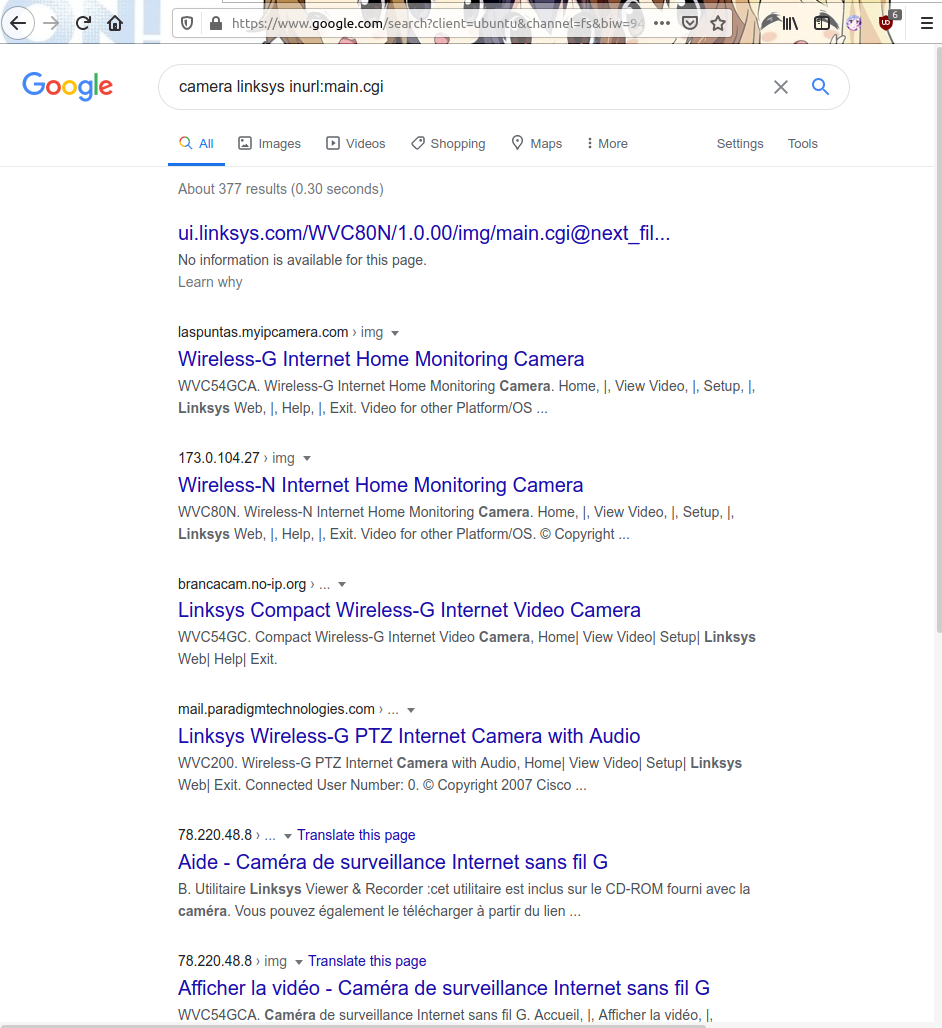 https://www.google.com/search?client=ubuntu&channel=fs&biw=94
6
Google
camera linksys inurl:main.cgi
All Images Videos Shopping Maps More Settings Tools
About 377 results (0.30 seconds)
ui.linksys.com/WVC80N/1.0.00/img/main.cgi@next_fil...
No information is available for this page.
Learn why
laspuntas.myipcamera.com › img
Wireless-G Internet Home Monitoring Camera
WVC54GCA. Wireless-G Internet Home Monitoring Camera. Home, |, View Video, |, Setup, |,
Linksys Web, |, Help, |, Exit. Video for other Platform/OS ...
173.0.104.27 › img
Wireless-N Internet Home Monitoring Camera
WVC80N. Wireless-N Internet Home Monitoring Camera. Home, |, View Video, |, Setup, |,
Linksys Web, |, Help, |, Exit. Video for other Platform/OS. © Copyright ...
brancacam.no-ip.org › ...
Linksys Compact Wireless-G Internet Video Camera
WVC54GC. Compact Wireless-G Internet Video Camera, Home| View Video| Setup| Linksys
Web| Help| Exit.
mail.paradigmtechnologies.com › ...
Linksys Wireless-G PTZ Internet Camera with Audio
WVC200. Wireless-G PTZ Internet Camera with Audio, Home| View Video| Setup| Linksys
Web| Exit. Connected User Number: 0. © Copyright 2007 Cisco ...
78.220.48.8 › ... Translate this page
Aide - Caméra de surveillance Internet sans fil G
B. Utilitaire Linksys Viewer & Recorder :cet utilitaire est inclus sur le CD-ROM fourni avec la
caméra. Vous pouvez également le télécharger à partir du lien ...
78.220.48.8 › img Translate this page
Afficher la vidéo - Caméra de surveillance Internet sans fil G
WVC54GCA. Caméra de surveillance Internet sans fil G. Accueil, |, Afficher la vidéo, |,